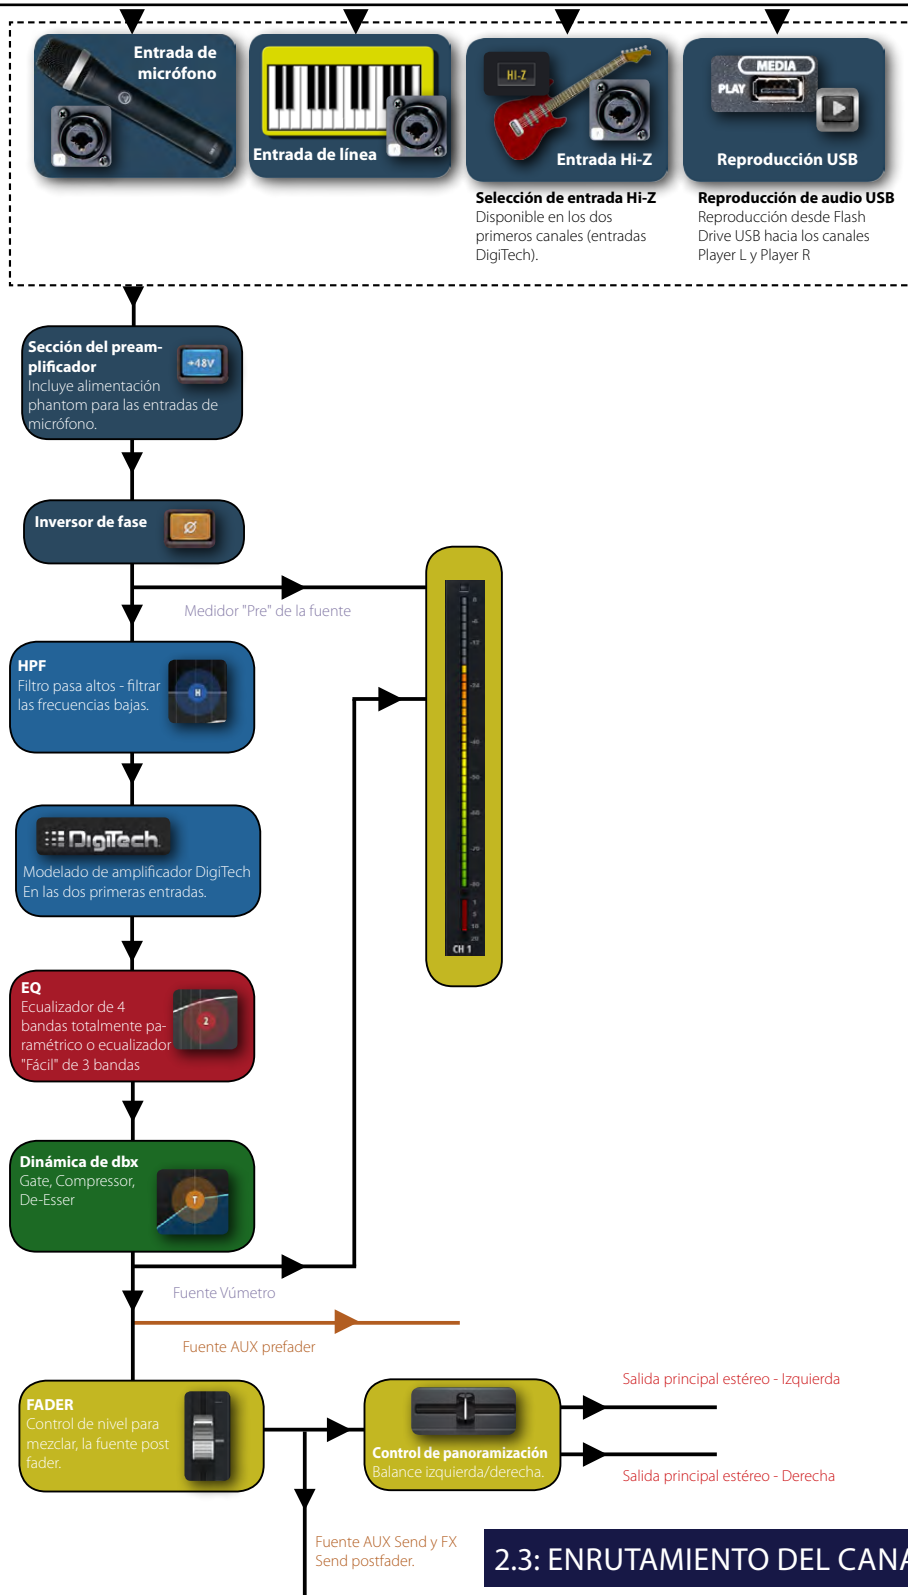 Entrada de
micrófono
Entrada de línea
HI-Z
Entrada Hi-Z
MEDIA
PLAY
Reproducción USB
Selección de entrada Hi-Z
Disponible en los dos
primeros canales (entradas
DigiTech).
Reproducción de audio USB
Reproducción desde Flash
Drive USB hacia los canales
Player L y Player R
Sección del pream-
plificador
+48V
Incluye alimentación
phantom para las entradas de
micrófono.
Inversor de fase
Ø
Medidor "Pre" de la fuente
HPF
Filtro pasa altos - filtrar
las frecuencias bajas.
H
DigiTech
Modelado de amplificador DigiTech
En las dos primeras entradas.
CH 1
EQ
Ecualizador de 4
bandas totalmente pa-
ramétrico o ecualizador
"Fácil" de 3 bandas
2
Dinámica de dbx
Gate, Compressor,
De-Esser
T
Fuente Vúmetro
Fuente AUX prefader
FADER
Control de nivel para
mezclar, la fuente post
fader.
Control de panoramización
Balance izquierda/derecha.
Salida principal estéreo - Izquierda
Salida principal estéreo - Derecha
Fuente AUX Send y FX
Send postfader.
2.3: ENRUTAMIENTO DEL CANA